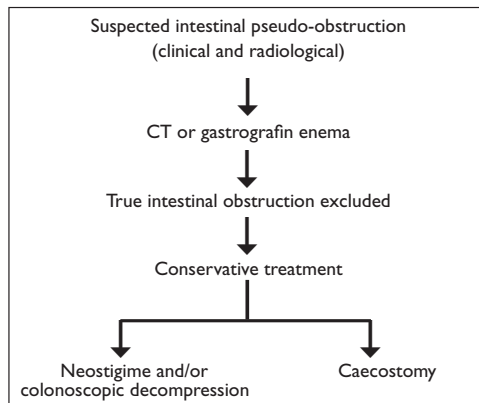 Suspected intestinal pseudo-obstruction
(clinical and radiological)
CT or gastrografin enema
True intestinal obstruction excluded
Conservative treatment
Neostigime and/or
colonoscopic decompression
Caecostomy